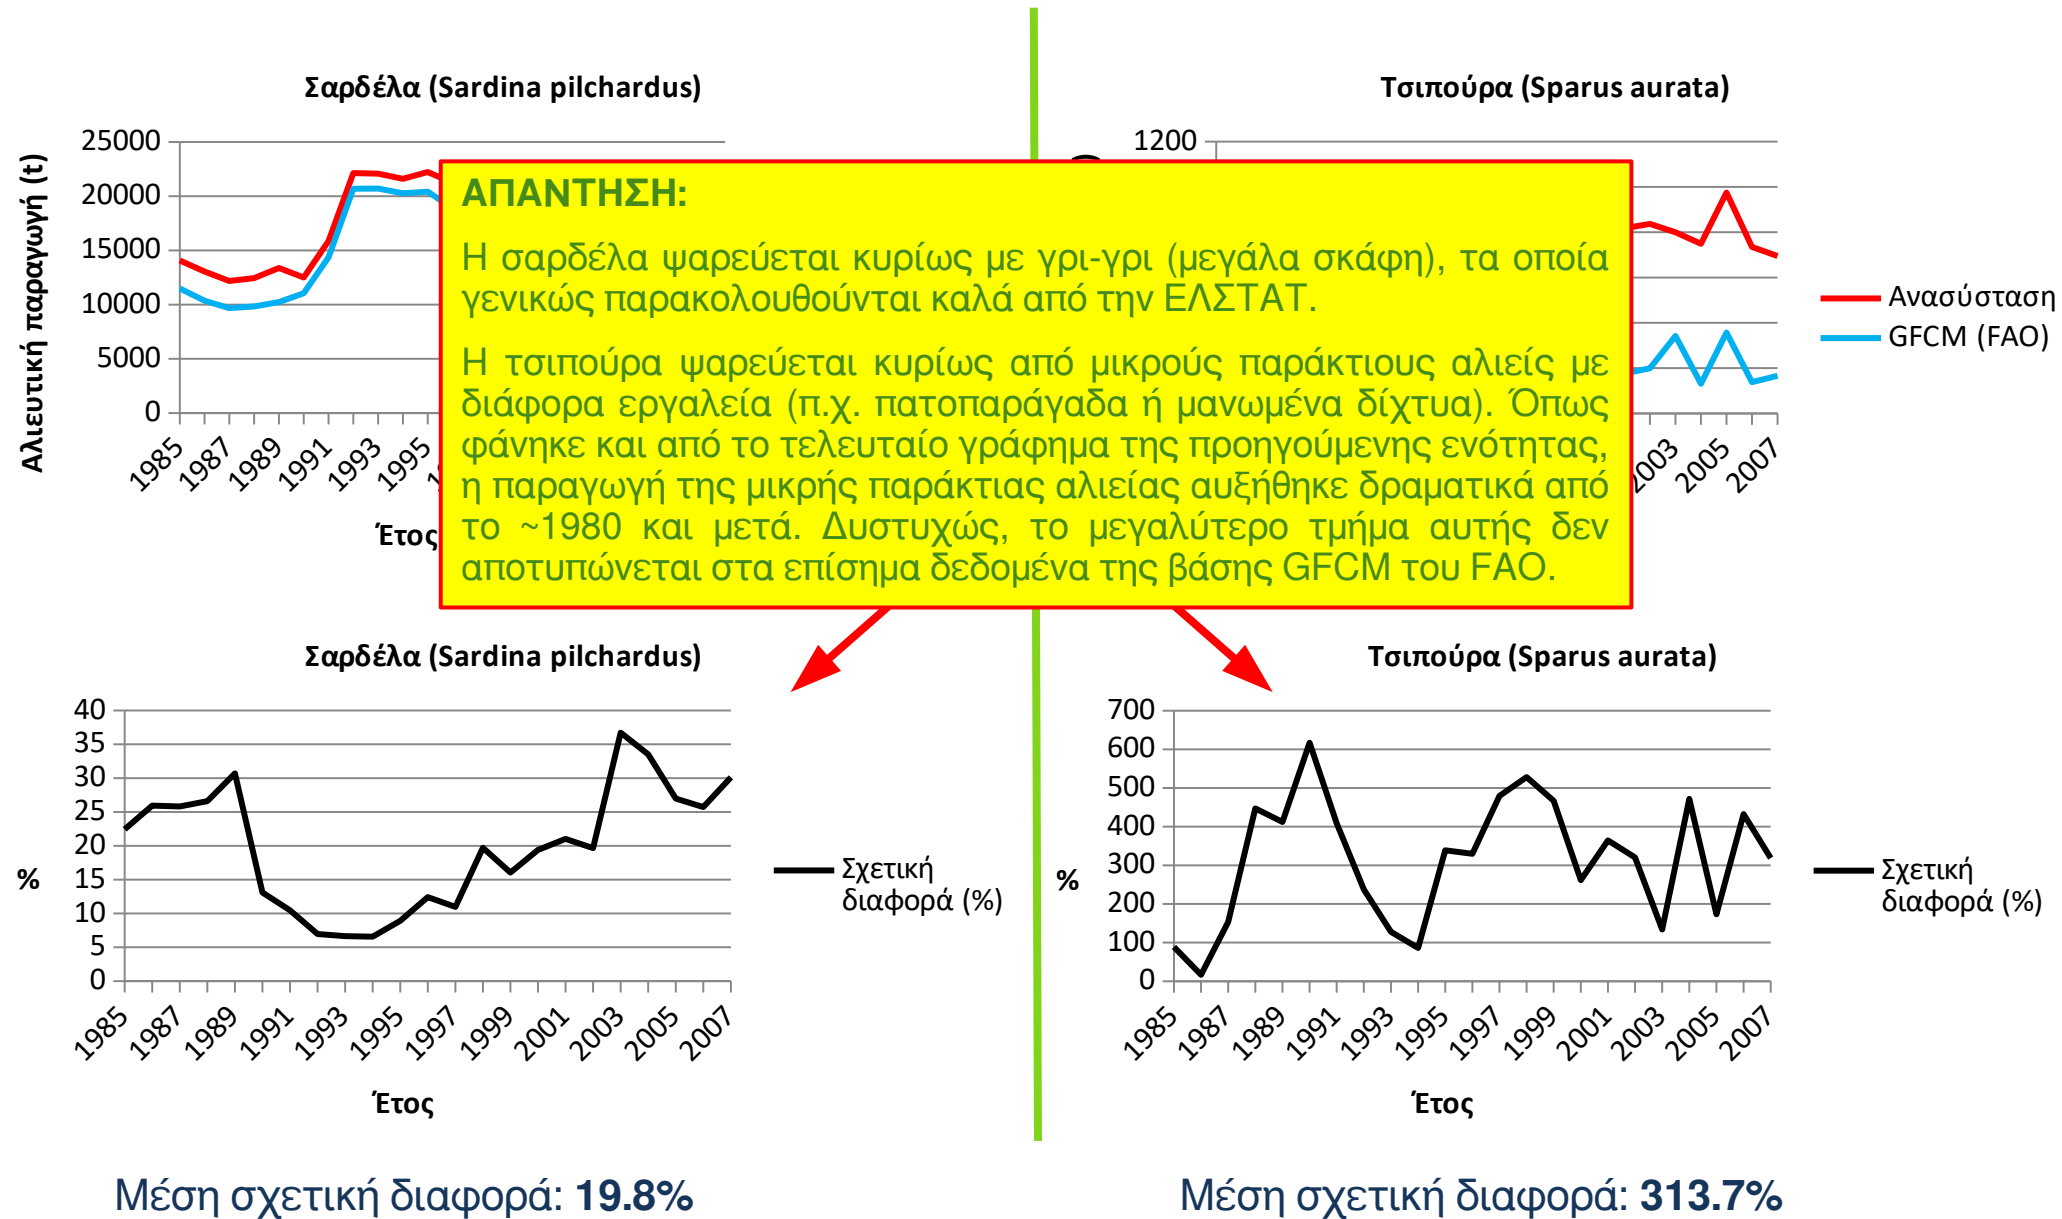 Σαρδέλα (Sardina pilchardus)
Αλιευτική παραγωγή (t)
25000
20000
15000
10000
5000
0
1985
1987
1989
1991
1993
1995
Έτος
Τσιπούρα (Sparus aurata)
1200
2003
2005
2007
Ανασύσταση
GFCM (FAO)
ΑΠΑΝΤΗΣΗ:
Η σαρδέλα ψαρεύεται κυρίως με γρι-γρι (μεγάλα σκάφη), τα οποία
γενικώς παρακολουθούνται καλά από την ΕΛΣΤΑΤ.
Η τσιπούρα ψαρεύεται κυρίως από μικρούς παράκτιους αλιείς με
διάφορα εργαλεία (π.χ. πατοπαράγαδα ή μανωμένα δίχτυα). Όπως
φάνηκε και από το τελευταίο γράφημα της προηγούμενης ενότητας,
η παραγωγή της μικρής παράκτιας αλιείας αυξήθηκε δραματικά από
το ~1980 και μετά. Δυστυχώς, το μεγαλύτερο τμήμα αυτής δεν
αποτυπώνεται στα επίσημα δεδομένα της βάσης GFCM του FAO.
Σαρδέλα (Sardina pilchardus)
40
35
30
25
20
15
10
5
0
%
1985
1987
1989
1991
1993
1995
1997
1999
2001
2003
2005
2007
Έτος
Σχετική
διαφορά (%)
Τσιπούρα (Sparus aurata)
700
600
500
400
300
200
100
0
%
1985
1987
1989
1991
1993
1995
1997
1999
2001
2003
2005
2007
Έτος
Σχετική
διαφορά (%)
Μέση σχετική διαφορά: 19.8%
Μέση σχετική διαφορά: 313.7%